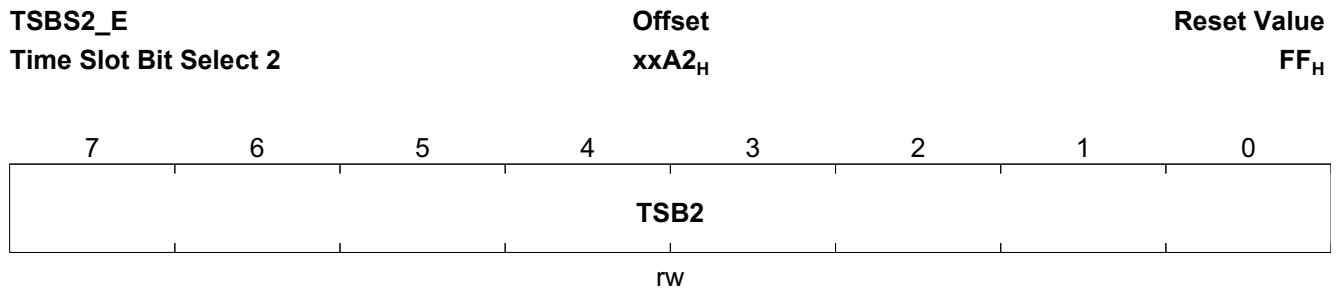 TSBS2_E Offset Reset Value
Time Slot Bit Select 2 xxA2H FFH
7 6 5 4 3 2 1 0
TSB2
rw